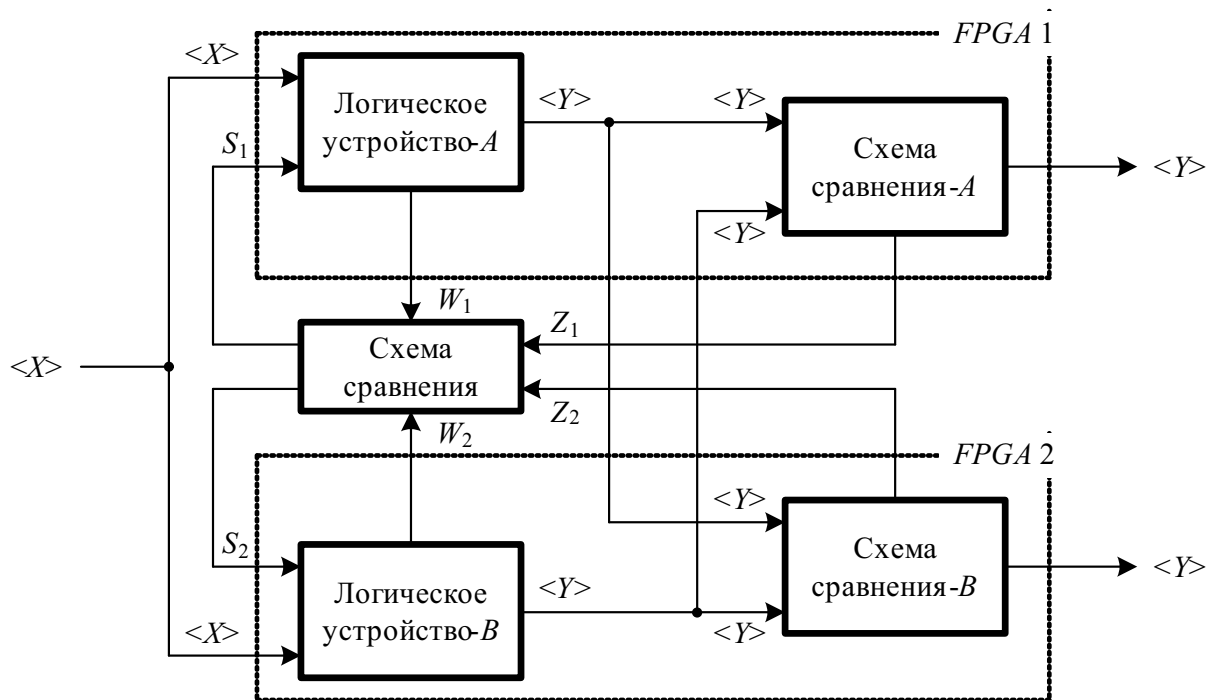 FPGA 1
<X>
Логическое
устройство-A
<Y>
<Y>
S1
Схема
сравнения-A
<Y>
<Y>
W1
Z1
<X>
Схема
сравнения
Z2
W2
FPGA 2
<Y>
S2
Логическое
устройство-B
<Y>
Схема
сравнения-B
<Y>
<X>
<Y>